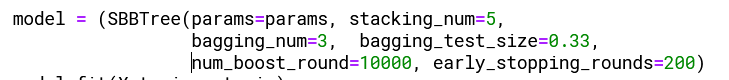 model = (SBBTree(params=params, stacking_num=5,
bagging_num=3,  bagging_test_size=0.33,
num_boost_round=10000, early_stopping_rounds=200)